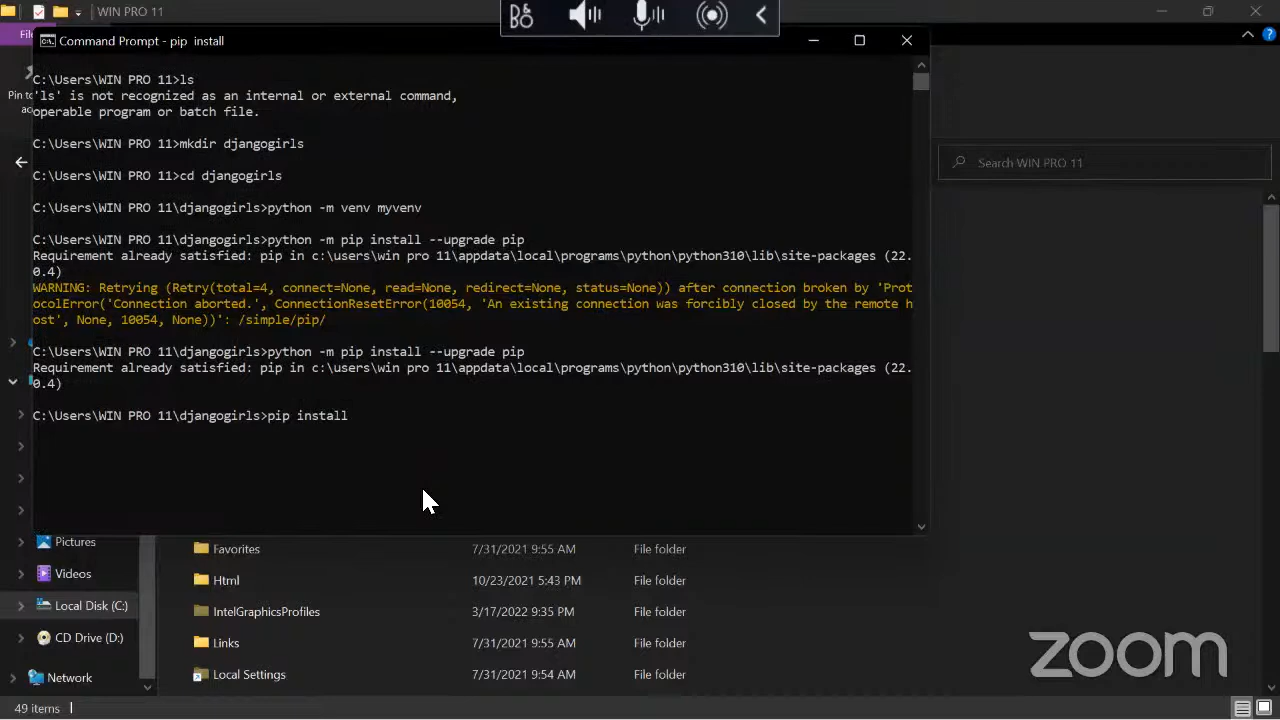 WIN PRO 11
Command Prompt - pip  install
C:\Users\WIN PRO 11>ls
'ls' is not recognized as an internal or external command,
operable program or batch file.
C:\Users\WIN PRO 11>mkdir djangogirls
C:\Users\WIN PRO 11>cd djangogirls
C:\Users\WIN PRO 11\djangogirls>python -m venv myvenv
C:\Users\WIN PRO 11\djangogirls>python -m pip install --upgrade pip
Requirement already satisfied: pip in c:\users\win pro 11\appdata\local\programs\python\python310\lib\site-packages (22.
0.4)
WARNING: Retrying (Retry(total=4, connect=None, read=None, redirect=None, status=None)) after connection broken by 'Prot
ocolError('Connection aborted.', ConnectionResetError(10054, 'An existing connection was forcibly closed by the remote h
ost', None, 10054, None))': /simple/pip/
C:\Users\WIN PRO 11\djangogirls>python -m pip install --upgrade pip
Requirement already satisfied: pip in c:\users\win pro 11\appdata\local\programs\python\python310\lib\site-packages (22.
0.4)
C:\Users\WIN PRO 11\djangogirls>pip install
Search WIN PRO 11
Pictures
Videos
Local Disk (C:)
CD Drive (D:)
Network
Favorites 7/31/2021 9:55 AM File folder
Html 10/23/2021 5:43 PM File folder
IntelGraphicsProfiles 3/17/2022 9:35 PM File folder
Links 7/31/2021 9:55 AM File folder
Local Settings 7/31/2021 9:54 AM File folder
49 items
zoom